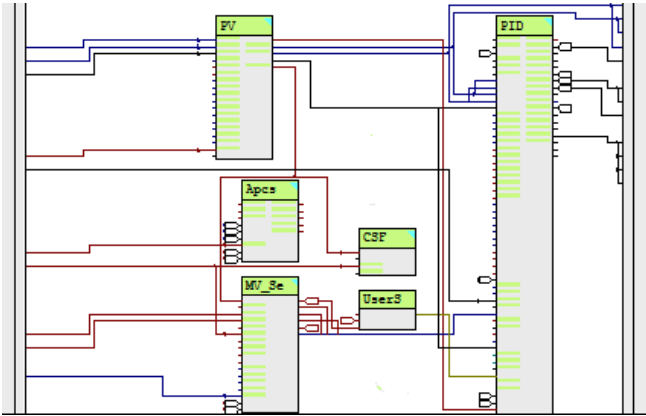 PV
PID
Apcs
CSF
MV_Se
UserS